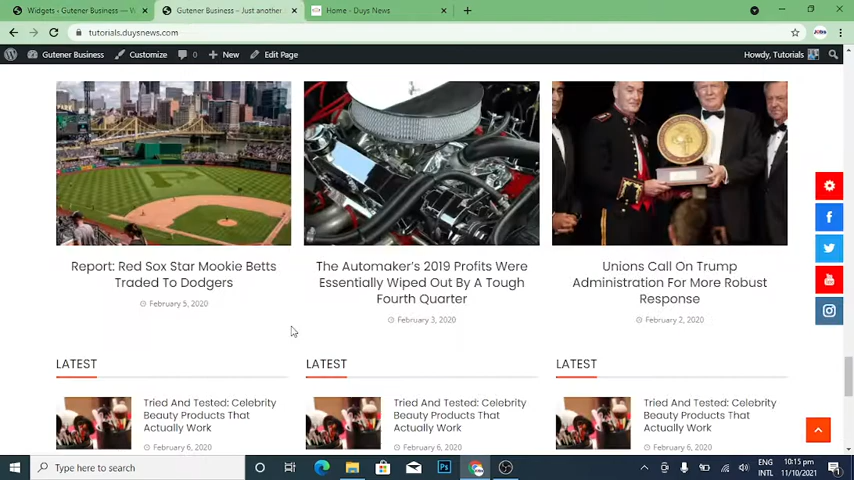 Widgets ‹ Gutener Business — W
Gutener Business – Just another
Home - Duys News
tutorials.duysnews.com
Gutener Business
Customize
0
New
Edit Page
Howdy, Tutorials
Report: Red Sox Star Mookie Betts
Traded To Dodgers
February 5, 2020
The Automaker's 2019 Profits Were
Essentially Wiped Out By A Tough
Fourth Quarter
February 3, 2020
Unions Call On Trump
Administration For More Robust
Response
February 2, 2020
LATEST
Tried And Tested: Celebrity
Beauty Products That
Actually Work
February 6, 2020
LATEST
Tried And Tested: Celebrity
Beauty Products That
Actually Work
February 6, 2020
LATEST
Tried And Tested: Celebrity
Beauty Products That
Actually Work
February 6, 2020
Type here to search
ENG
INTL
10:15 pm
11/10/2021